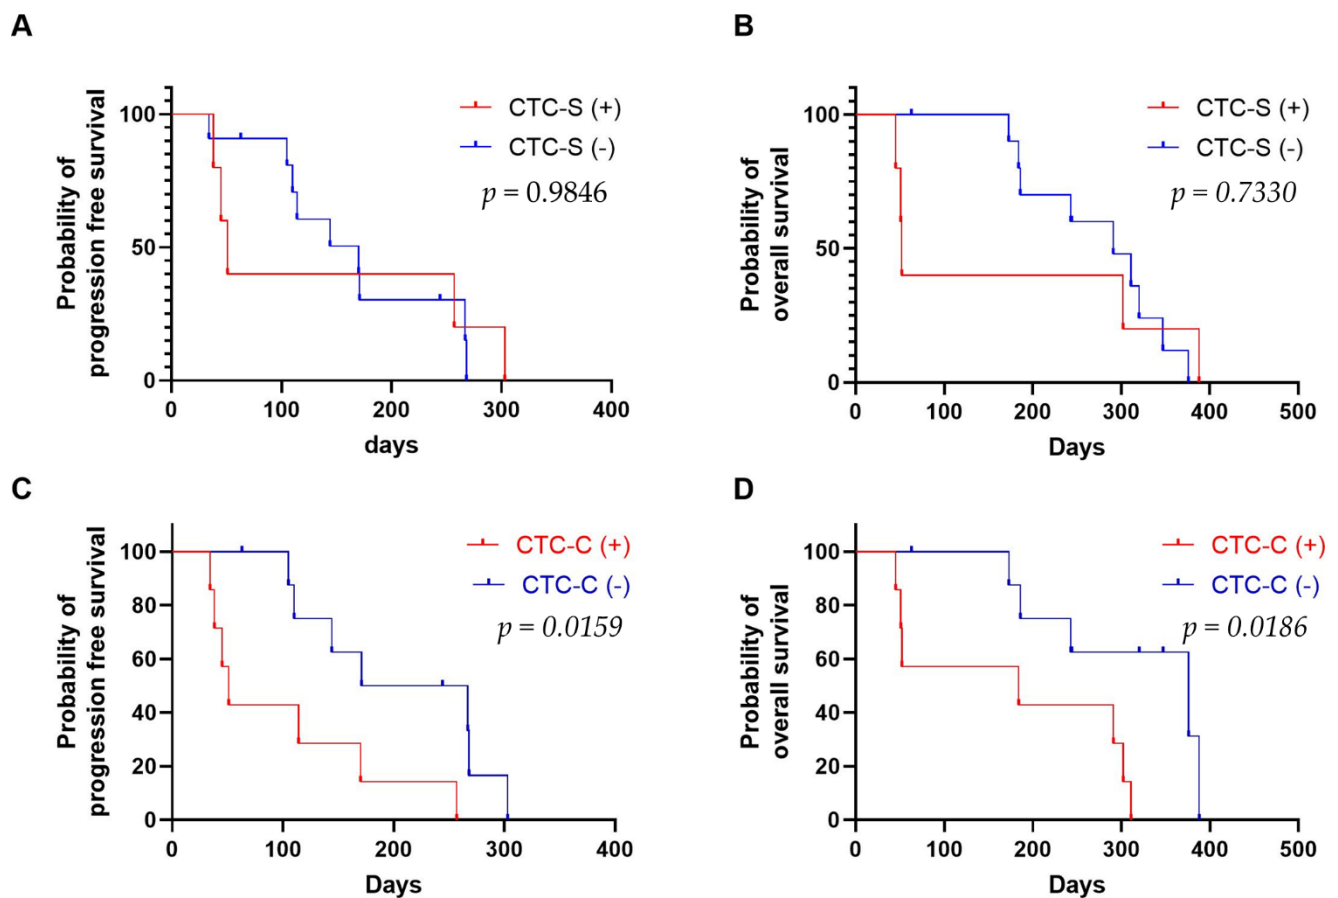 A
Probability of
progression free survival
100
50
0
0 100 200 300 400
days
CTC-S (+)
CTC-S (-)
p = 0.9846
B
Probability of
overall survival
100
50
0
0 100 200 300 400 500
Days
CTC-S (+)
CTC-S (-)
p = 0.7330
C
Probability of
progression free survival
100
80
60
40
20
0
0 100 200 300 400
Days
CTC-C (+)
CTC-C (-)
p = 0.0159
D
Probability of
overall survival
100
80
60
40
20
0
0 100 200 300 400 500
Days
CTC-C (+)
CTC-C (-)
p = 0.0186